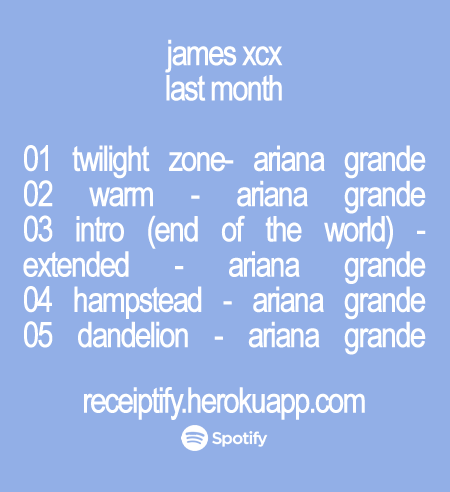 james xcx
last month
01 twilight zone- ariana grande
02 warm - ariana grande
03 intro (end of the world) -
extended - ariana grande
04 hampstead - ariana grande
05 dandelion - ariana grande
receiptify.herokuapp.com
Spotify